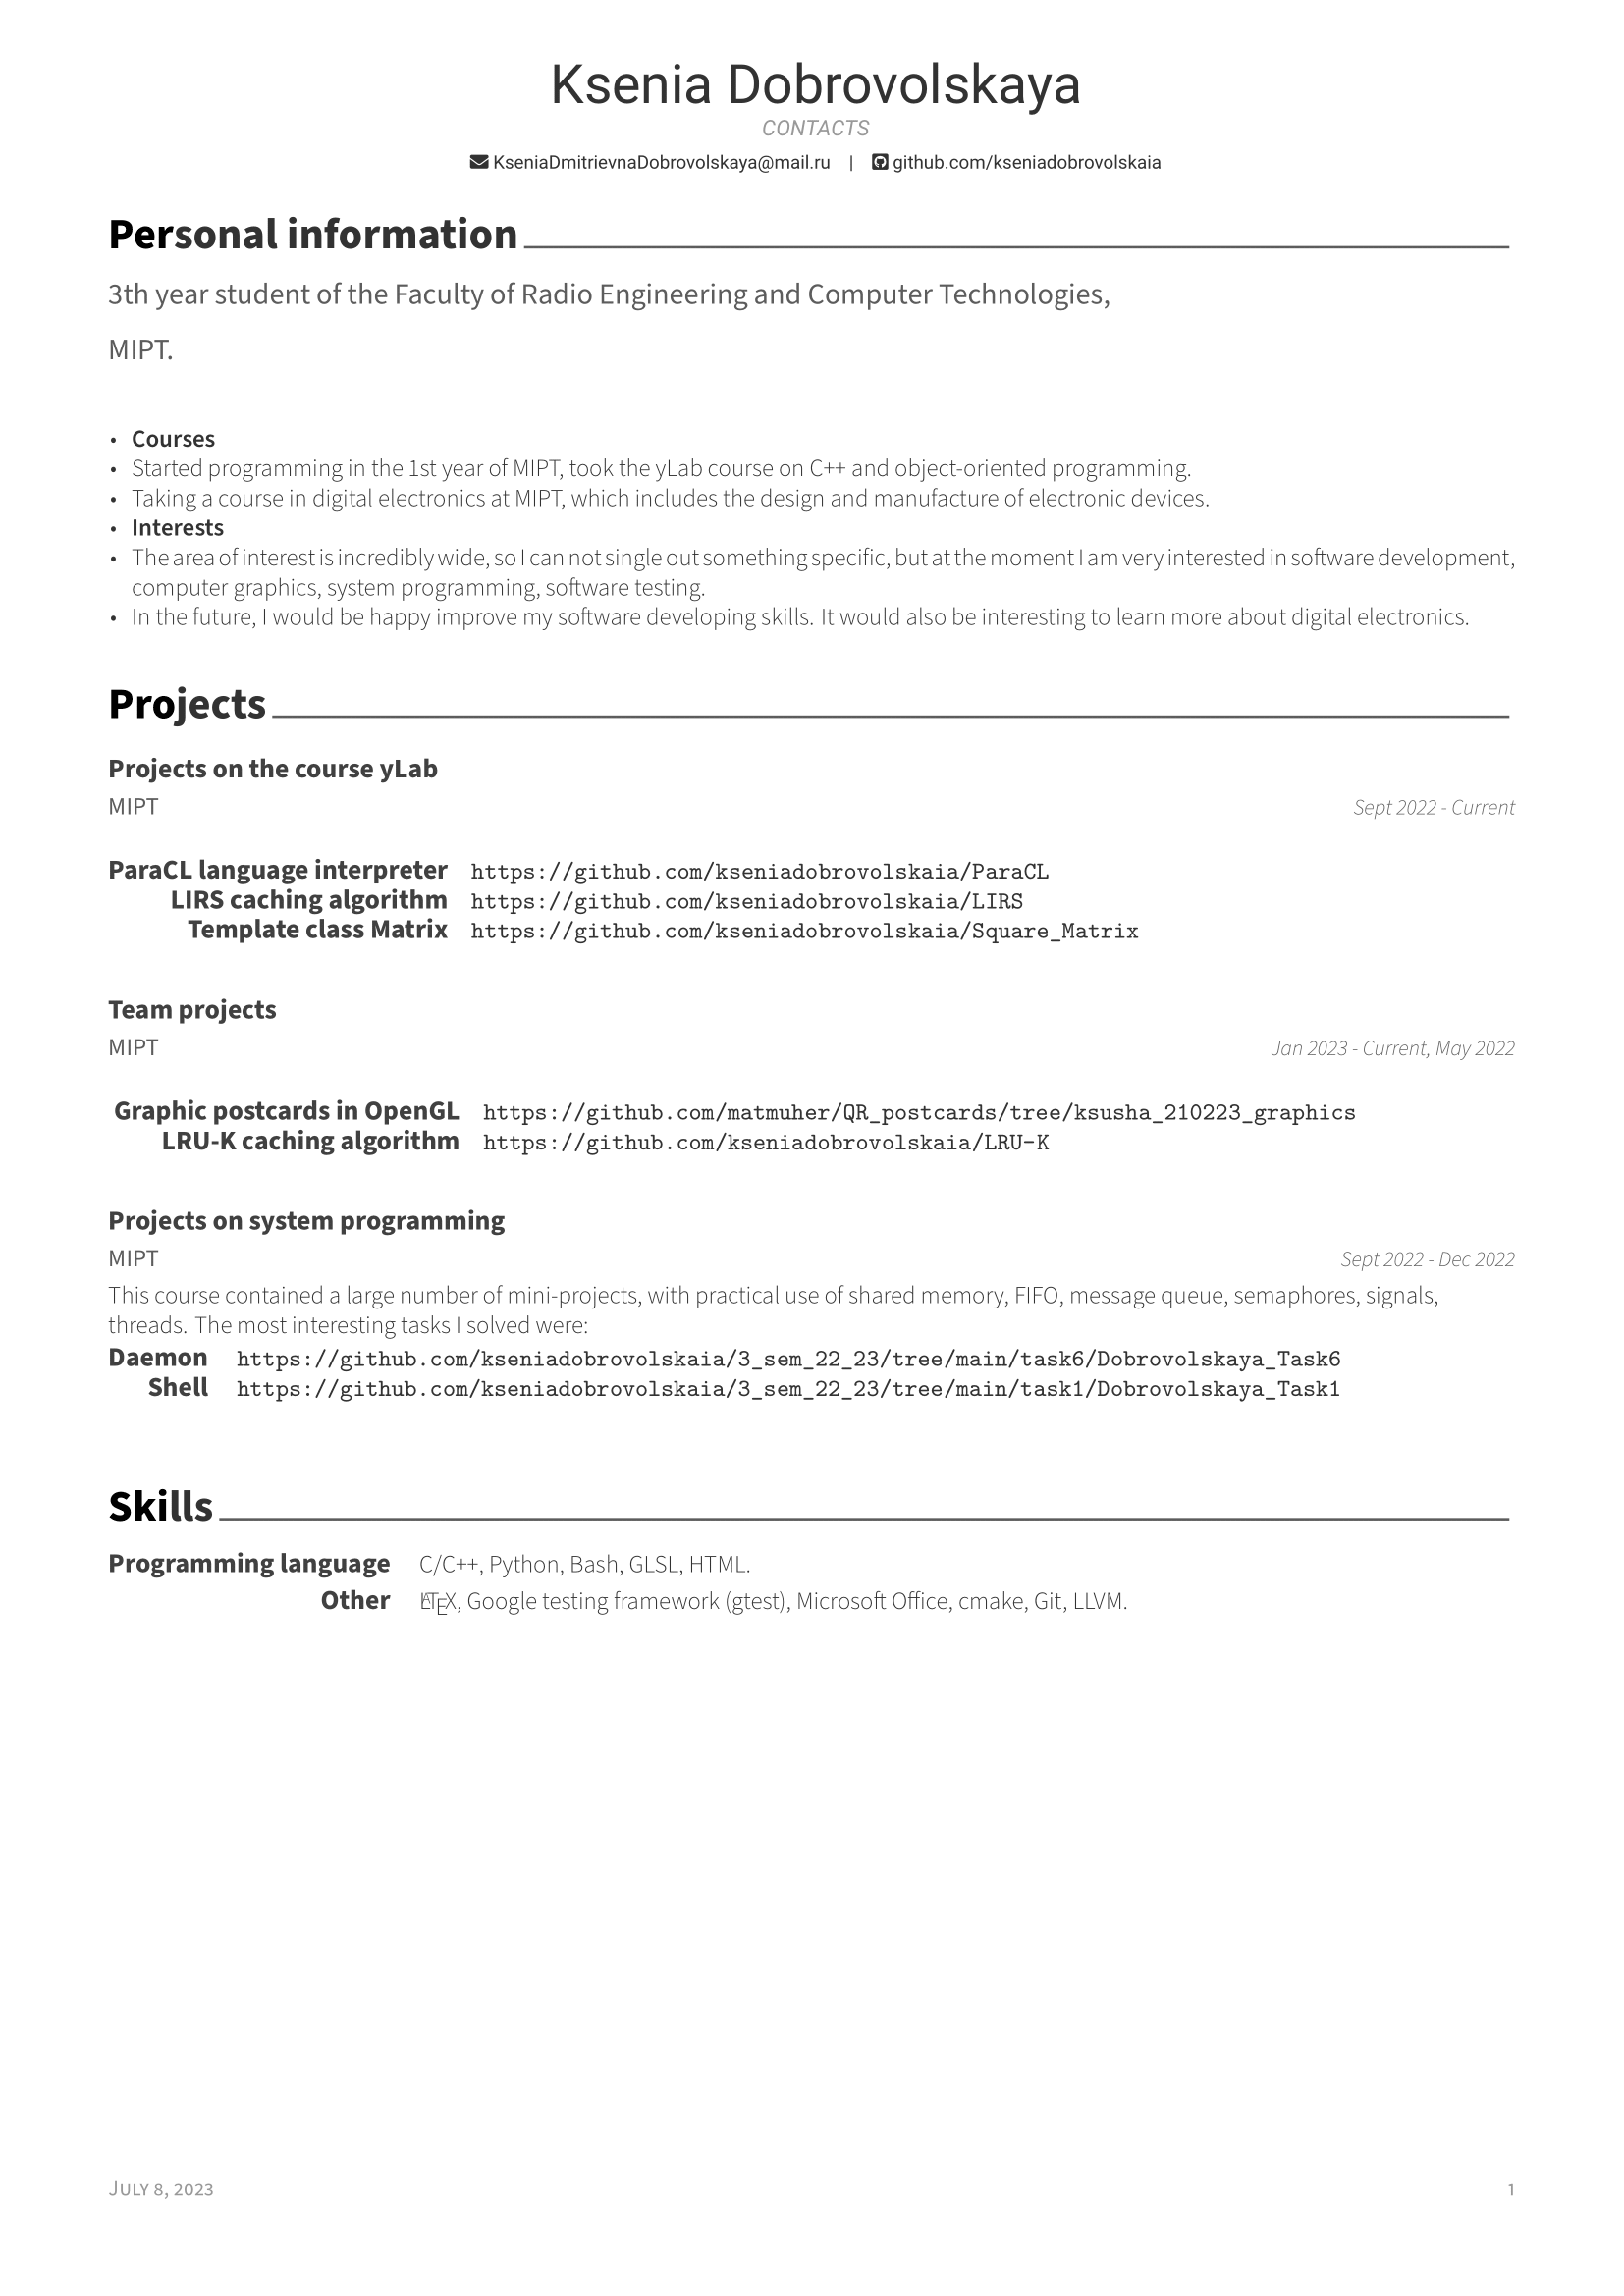 Ksenia Dobrovolskaya
CONTACTS
KseniaDmitrievnaDobrovolskaya@mail.ru | github.com/kseniadobrovolskaia
Personal information
3th year student of the Faculty of Radio Engineering and Computer Technologies,
MIPT.
• Courses
• Started programming in the 1st year of MIPT, took the yLab course on C++ and object-oriented programming.
• Taking a course in digital electronics at MIPT, which includes the design and manufacture of electronic devices.
• Interests
• The area of interest is incredibly wide, so I can not single out something specific, but at the moment I am very interested in software development,
computer graphics, system programming, software testing.
• In the future, I would be happy improve my software developing skills. It would also be interesting to learn more about digital electronics.
Projects
Projects on the course yLab
MIPT Sept 2022 - Current
ParaCL language interpreter https://github.com/kseniadobrovolskaia/ParaCL
LIRS caching algorithm https://github.com/kseniadobrovolskaia/LIRS
Template class Matrix https://github.com/kseniadobrovolskaia/Square_Matrix
Team projects
MIPT Jan 2023 - Current, May 2022
Graphic postcards in OpenGL https://github.com/matmuher/QR_postcards/tree/ksusha_210223_graphics
LRU-K caching algorithm https://github.com/kseniadobrovolskaia/LRU-K
Projects on system programming
MIPT Sept 2022 - Dec 2022
This course contained a large number of mini-projects, with practical use of shared memory, FIFO, message queue, semaphores, signals,
threads. The most interesting tasks I solved were:
Daemon https://github.com/kseniadobrovolskaia/3_sem_22_23/tree/main/task6/Dobrovolskaya_Task6
Shell https://github.com/kseniadobrovolskaia/3_sem_22_23/tree/main/task1/Dobrovolskaya_Task1
Skills
Programming language C/C++, Python, Bash, GLSL, HTML.
Other LATEX, Google testing framework (gtest), Microsoft Office, cmake, Git, LLVM.
JULY 8, 2023 1